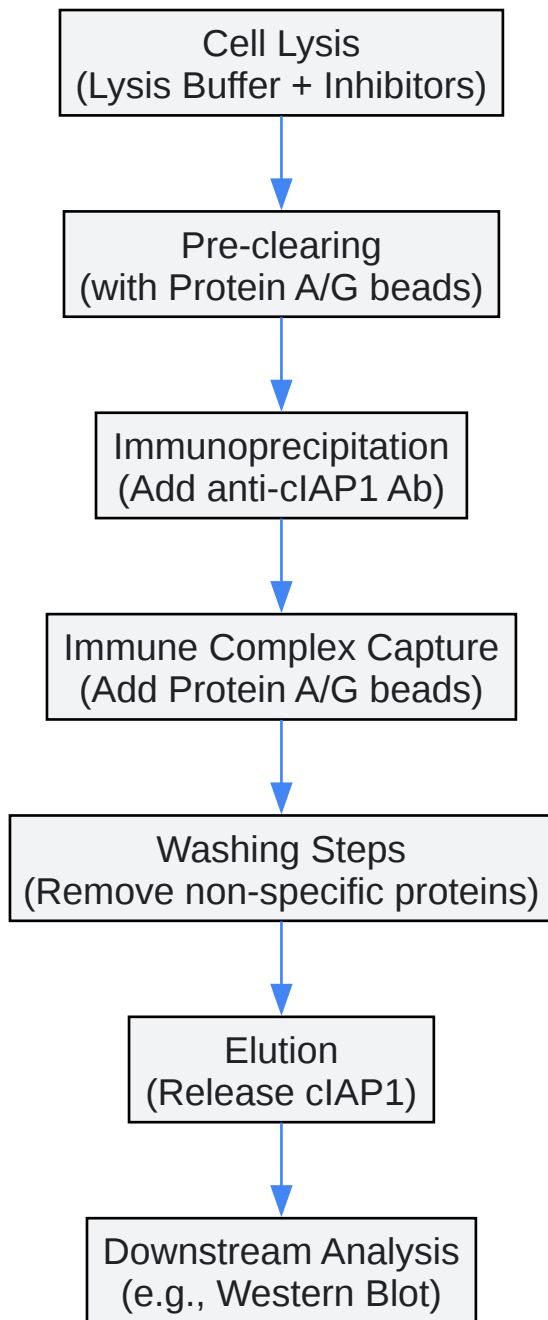 Cell Lysis
(Lysis Buffer + Inhibitors)
Pre-clearing
(with Protein A/G beads)
Immunoprecipitation
(Add anti-cIAP1 Ab)
Immune Complex Capture
(Add Protein A/G beads)
Washing Steps
(Remove non-specific proteins)
Elution
(Release cIAP1)
Downstream Analysis
(e.g., Western Blot)